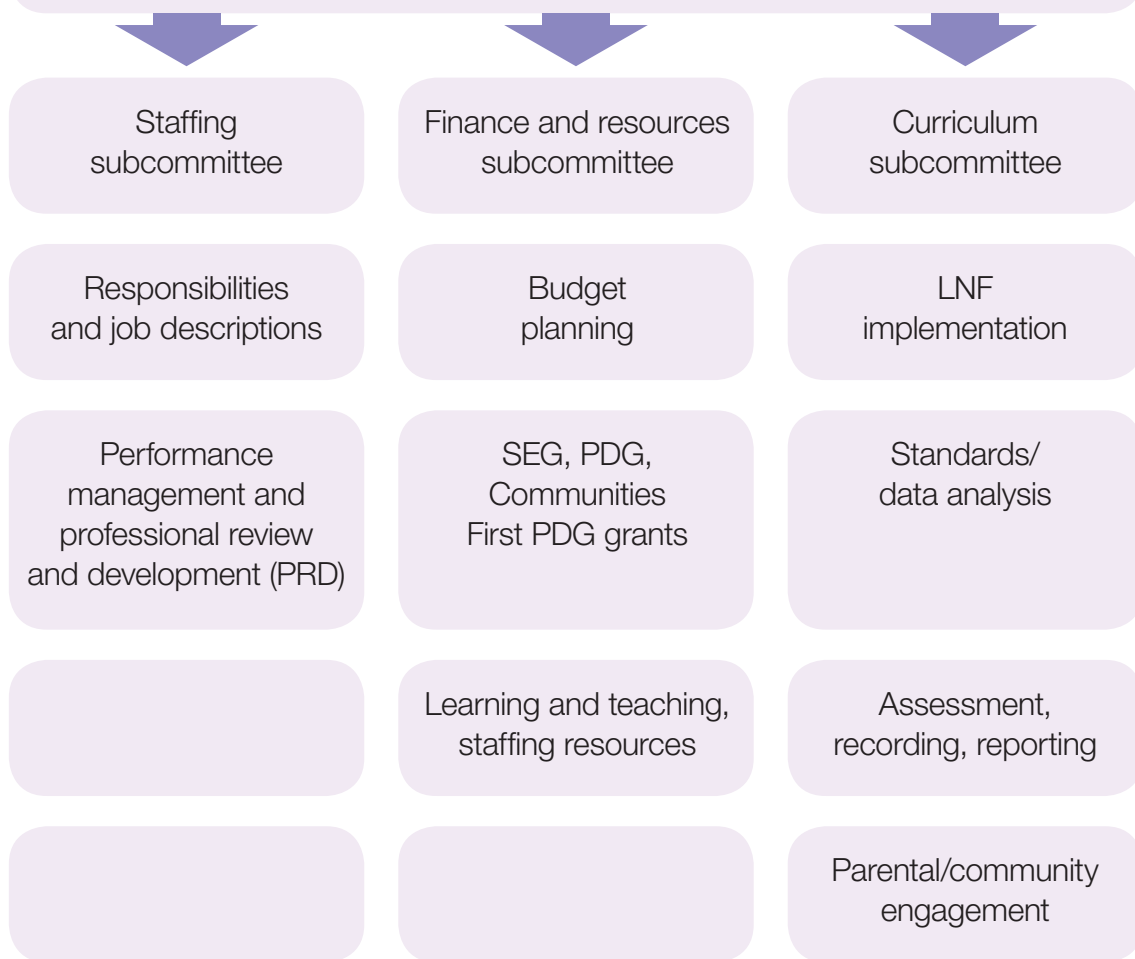 Staffing
subcommittee
Finance and resources
subcommittee
Curriculum
subcommittee
Responsibilities
and job descriptions
Budget
planning
LNF
implementation
Performance
management and
professional review
and development (PRD)
SEG, PDG,
Communities
First PDG grants
Standards/
data analysis
Learning and teaching,
staffing resources
Assessment,
recording, reporting
Parental/community
engagement